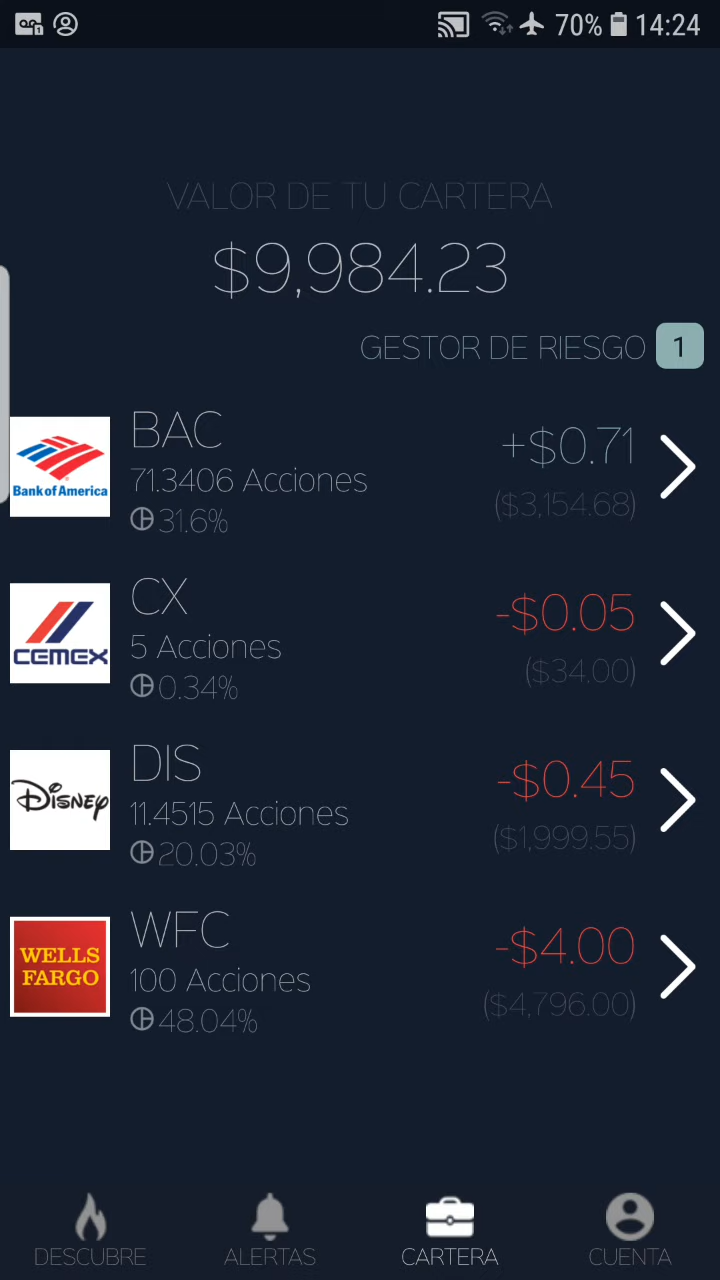 70% 14:24
VALOR DE TU CARTERA
$9,984.23
GESTOR DE RIESGO 1
Bank of America
BAC
71.3406 Acciones
31.6%
+$0.71
($3,154.68)
CEMEX
CX
5 Acciones
0.34%
-$0.05
($34.00)
Disney
DIS
11.4515 Acciones
20.03%
-$0.45
($1,999.55)
WELLS
FARGO
WFC
100 Acciones
48.04%
-$4.00
($4,796.00)
DESCUBRE
ALERTAS
CARTERA
CUENTA